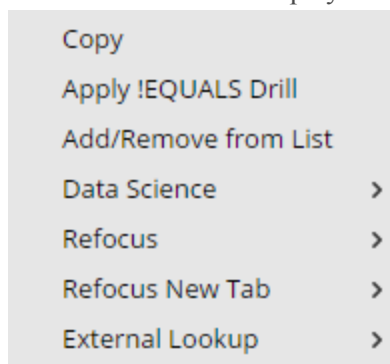 Copy
Apply !EQUALS Drill
Add/Remove from List
Data Science
Refocus
Refocus New Tab
External Lookup